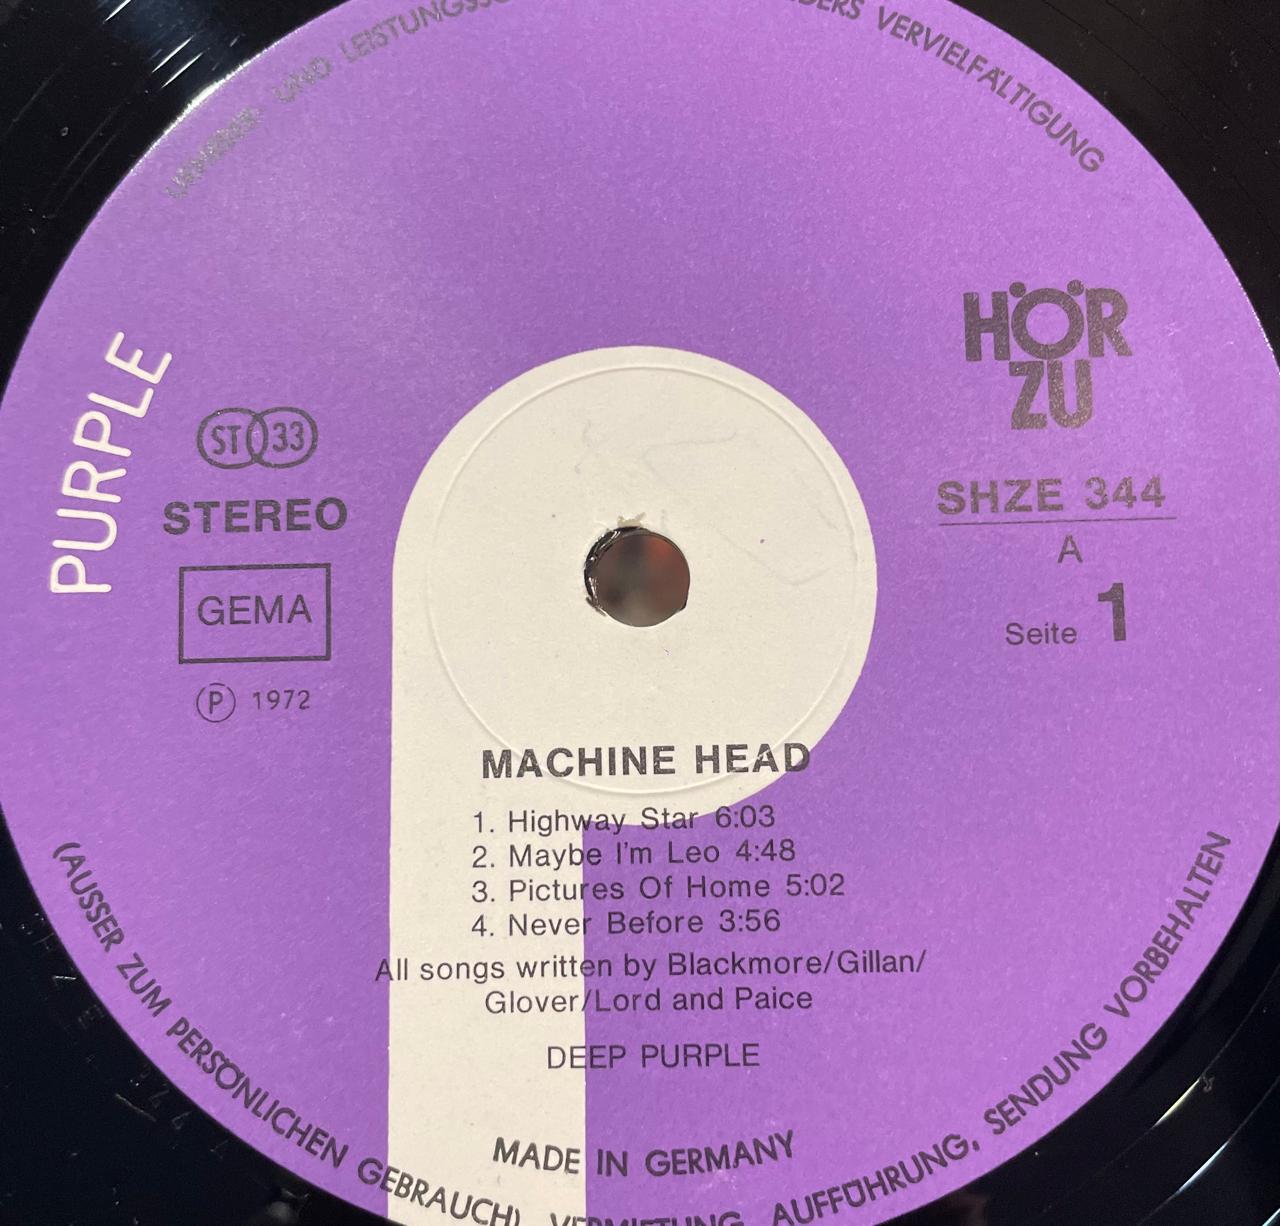 UND LEISTUNGSS
DERS VERVIELFÄLTIGUNG
PURPLE
ST 33
STEREO
GEMA
Ⓟ 1972
HÖR
ZU
SHZE 344
A
Seite 1
MACHINE HEAD
1. Highway Star 6:03
2. Maybe I'm Leo 4:48
3. Pictures Of Home 5:02
4. Never Before 3:56
All songs written by Blackmore/Gillan/
Glover/Lord and Paice
DEEP PURPLE
MADE IN GERMANY
(AUSSER ZUM PERSÖNLICHEN GEBRAUCH) VERMIETUNG, AUFFÜHRUNG, SENDUNG VORBEHALTEN